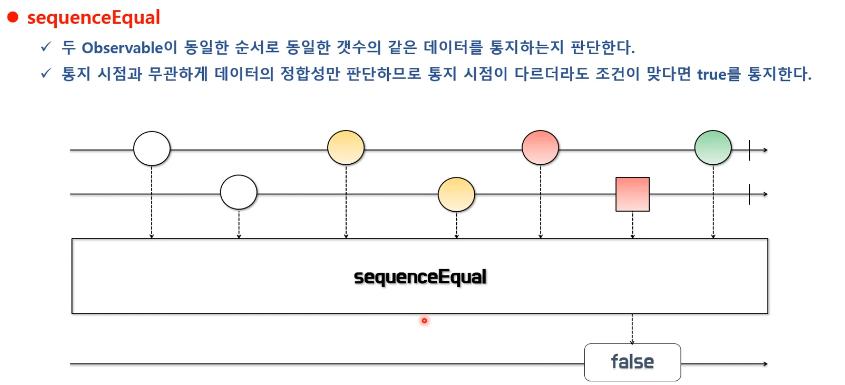 ● sequenceEqual
✓ 두 Observable이 동일한 순서로 동일한 갯수의 같은 데이터를 통지하는지 판단한다.
✓ 통지 시점과 무관하게 데이터의 정합성만 판단하므로 통지 시점이 다르더라도 조건이 맞다면 true를 통지한다.
sequenceEqual
false